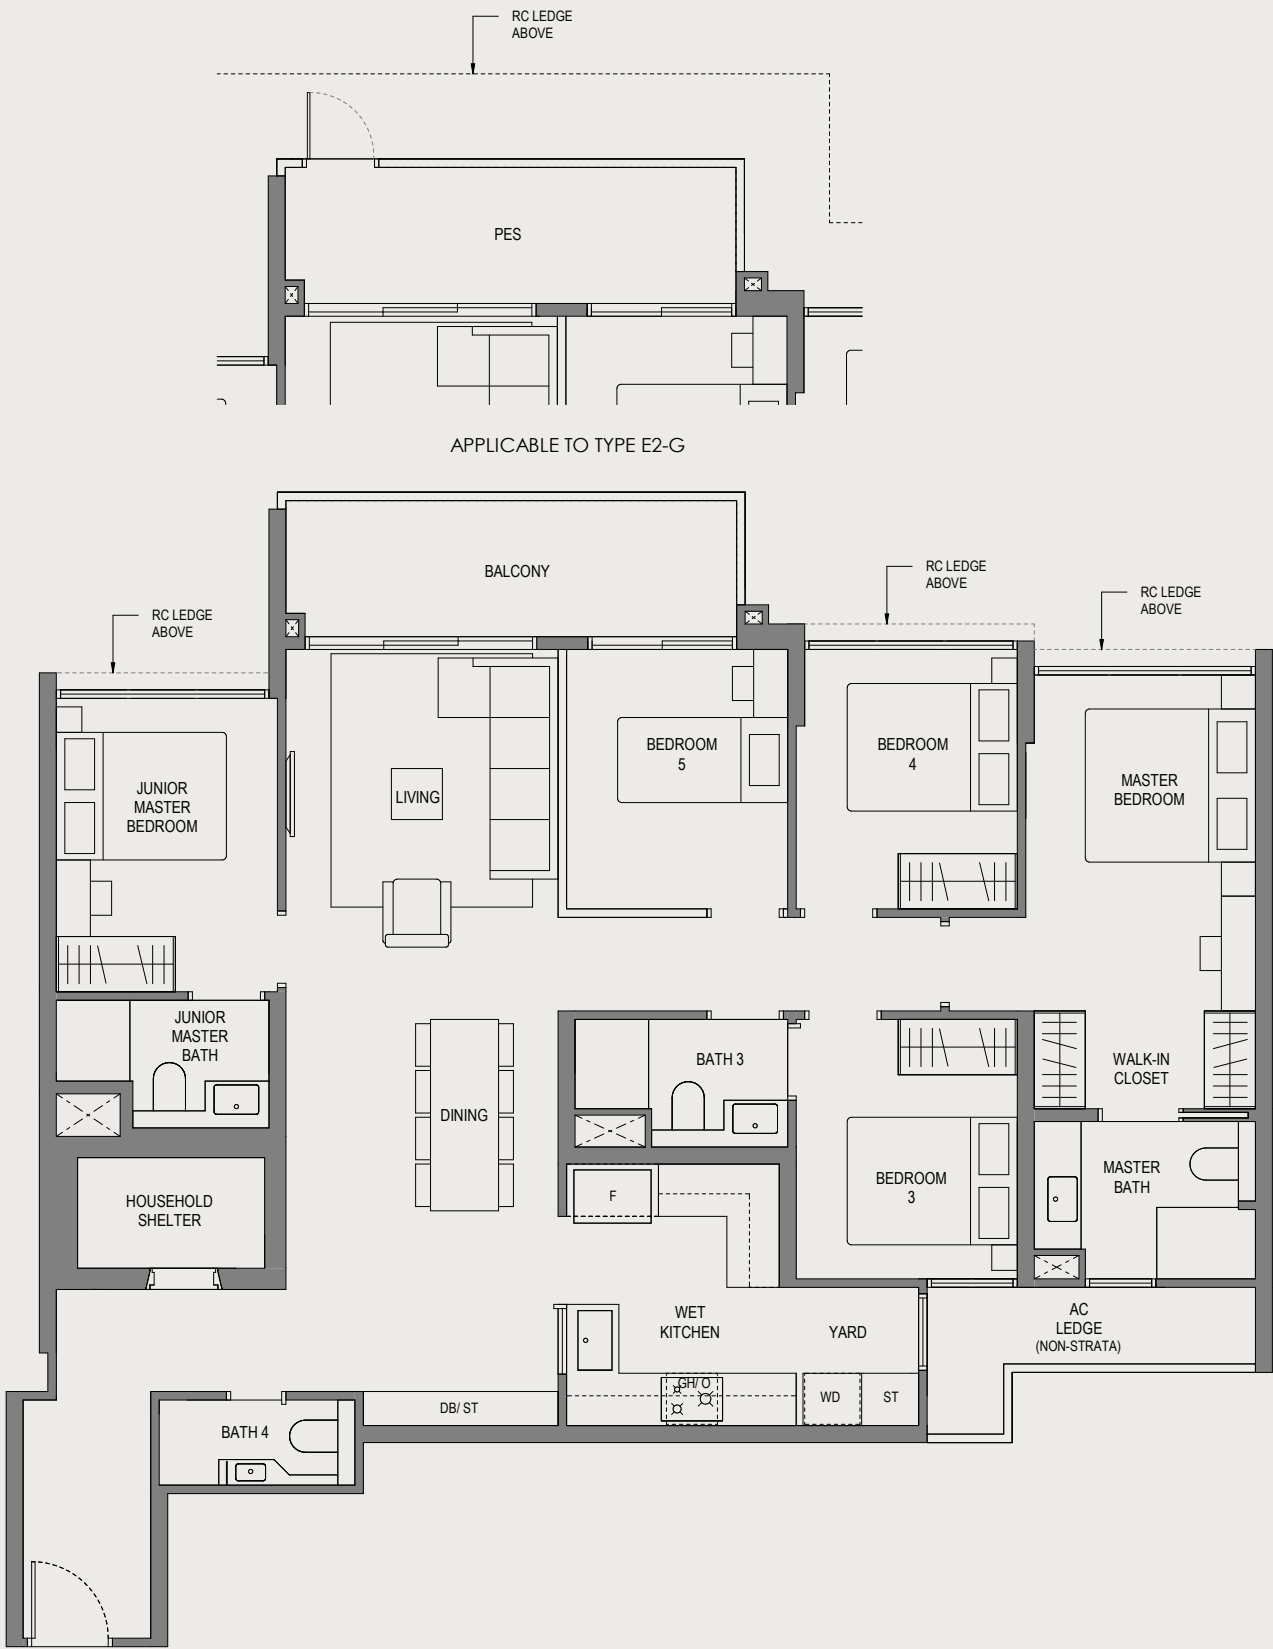 RC LEDGE
ABOVE
PES
APPLICABLE TO TYPE E2-G
BALCONY
RC LEDGE
ABOVE
RC LEDGE
ABOVE
RC LEDGE
ABOVE
JUNIOR
MASTER
BEDROOM
LIVING
BEDROOM
5
BEDROOM
4
MASTER
BEDROOM
JUNIOR
MASTER
BATH
BATH 3
WALK-IN
CLOSET
DINING
HOUSEHOLD
SHELTER
F
BEDROOM
3
MASTER
BATH
WET
KITCHEN
YARD
AC
LEDGE
(NON-STRATA)
GH/ O
WD
ST
DB/ ST
BATH 4